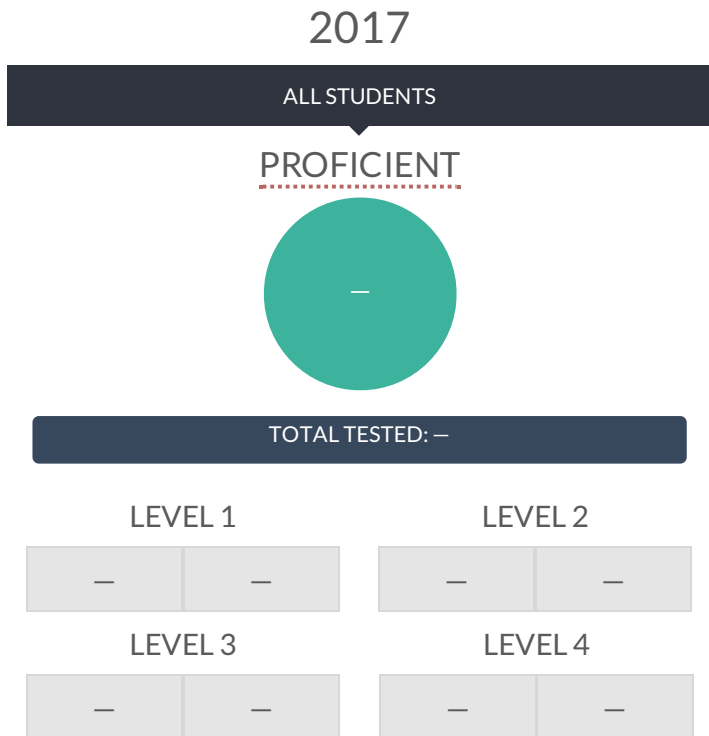 2017
ALL STUDENTS
PROFICIENT
—
TOTAL TESTED: —
LEVEL 1 LEVEL 2
— — — —
LEVEL 3 LEVEL 4
— — — —